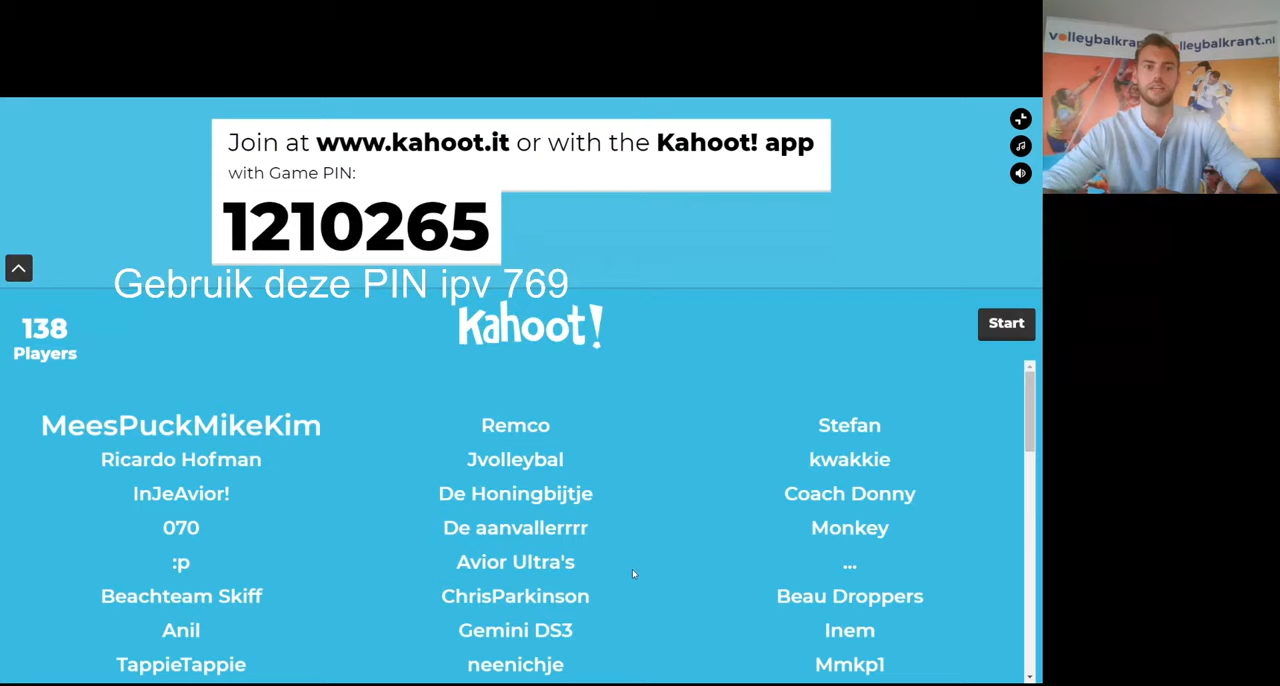 volleybalkrant.nl
Join at www.kahoot.it or with the Kahoot! app
with Game PIN:
1210265
Gebruik deze PIN ipv 769
138
Players
Kahoot!
Start
MeesPuckMikeKim
Remco
Stefan
Ricardo Hofman
Jvolleybal
kwakkie
InJeAvior!
De Honingbijtje
Coach Donny
070
De aanvallerrrr
Monkey
:p
Avior Ultra's
...
Beachteam Skiff
ChrisParkinson
Beau Droppers
Anil
Gemini DS3
Inem
TappieTappie
neenichje
Mmkp1